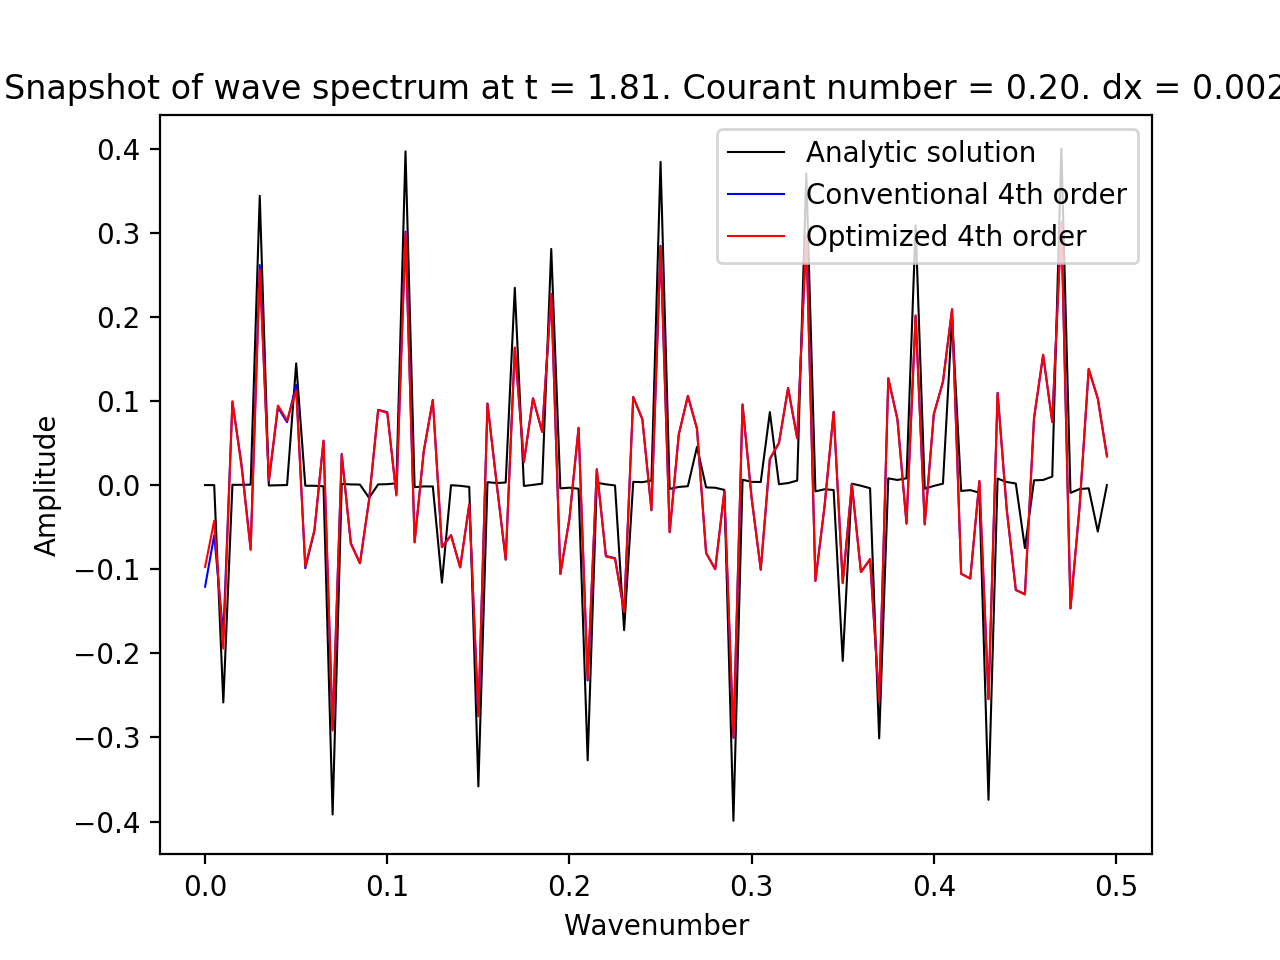 Snapshot of wave spectrum at t = 1.81. Courant number = 0.20. dx = 0.002
Analytic solution
Conventional 4th order
Optimized 4th order
Amplitude
0.4
0.3
0.2
0.1
0.0
−0.1
−0.2
−0.3
−0.4
0.0 0.1 0.2 0.3 0.4 0.5
Wavenumber